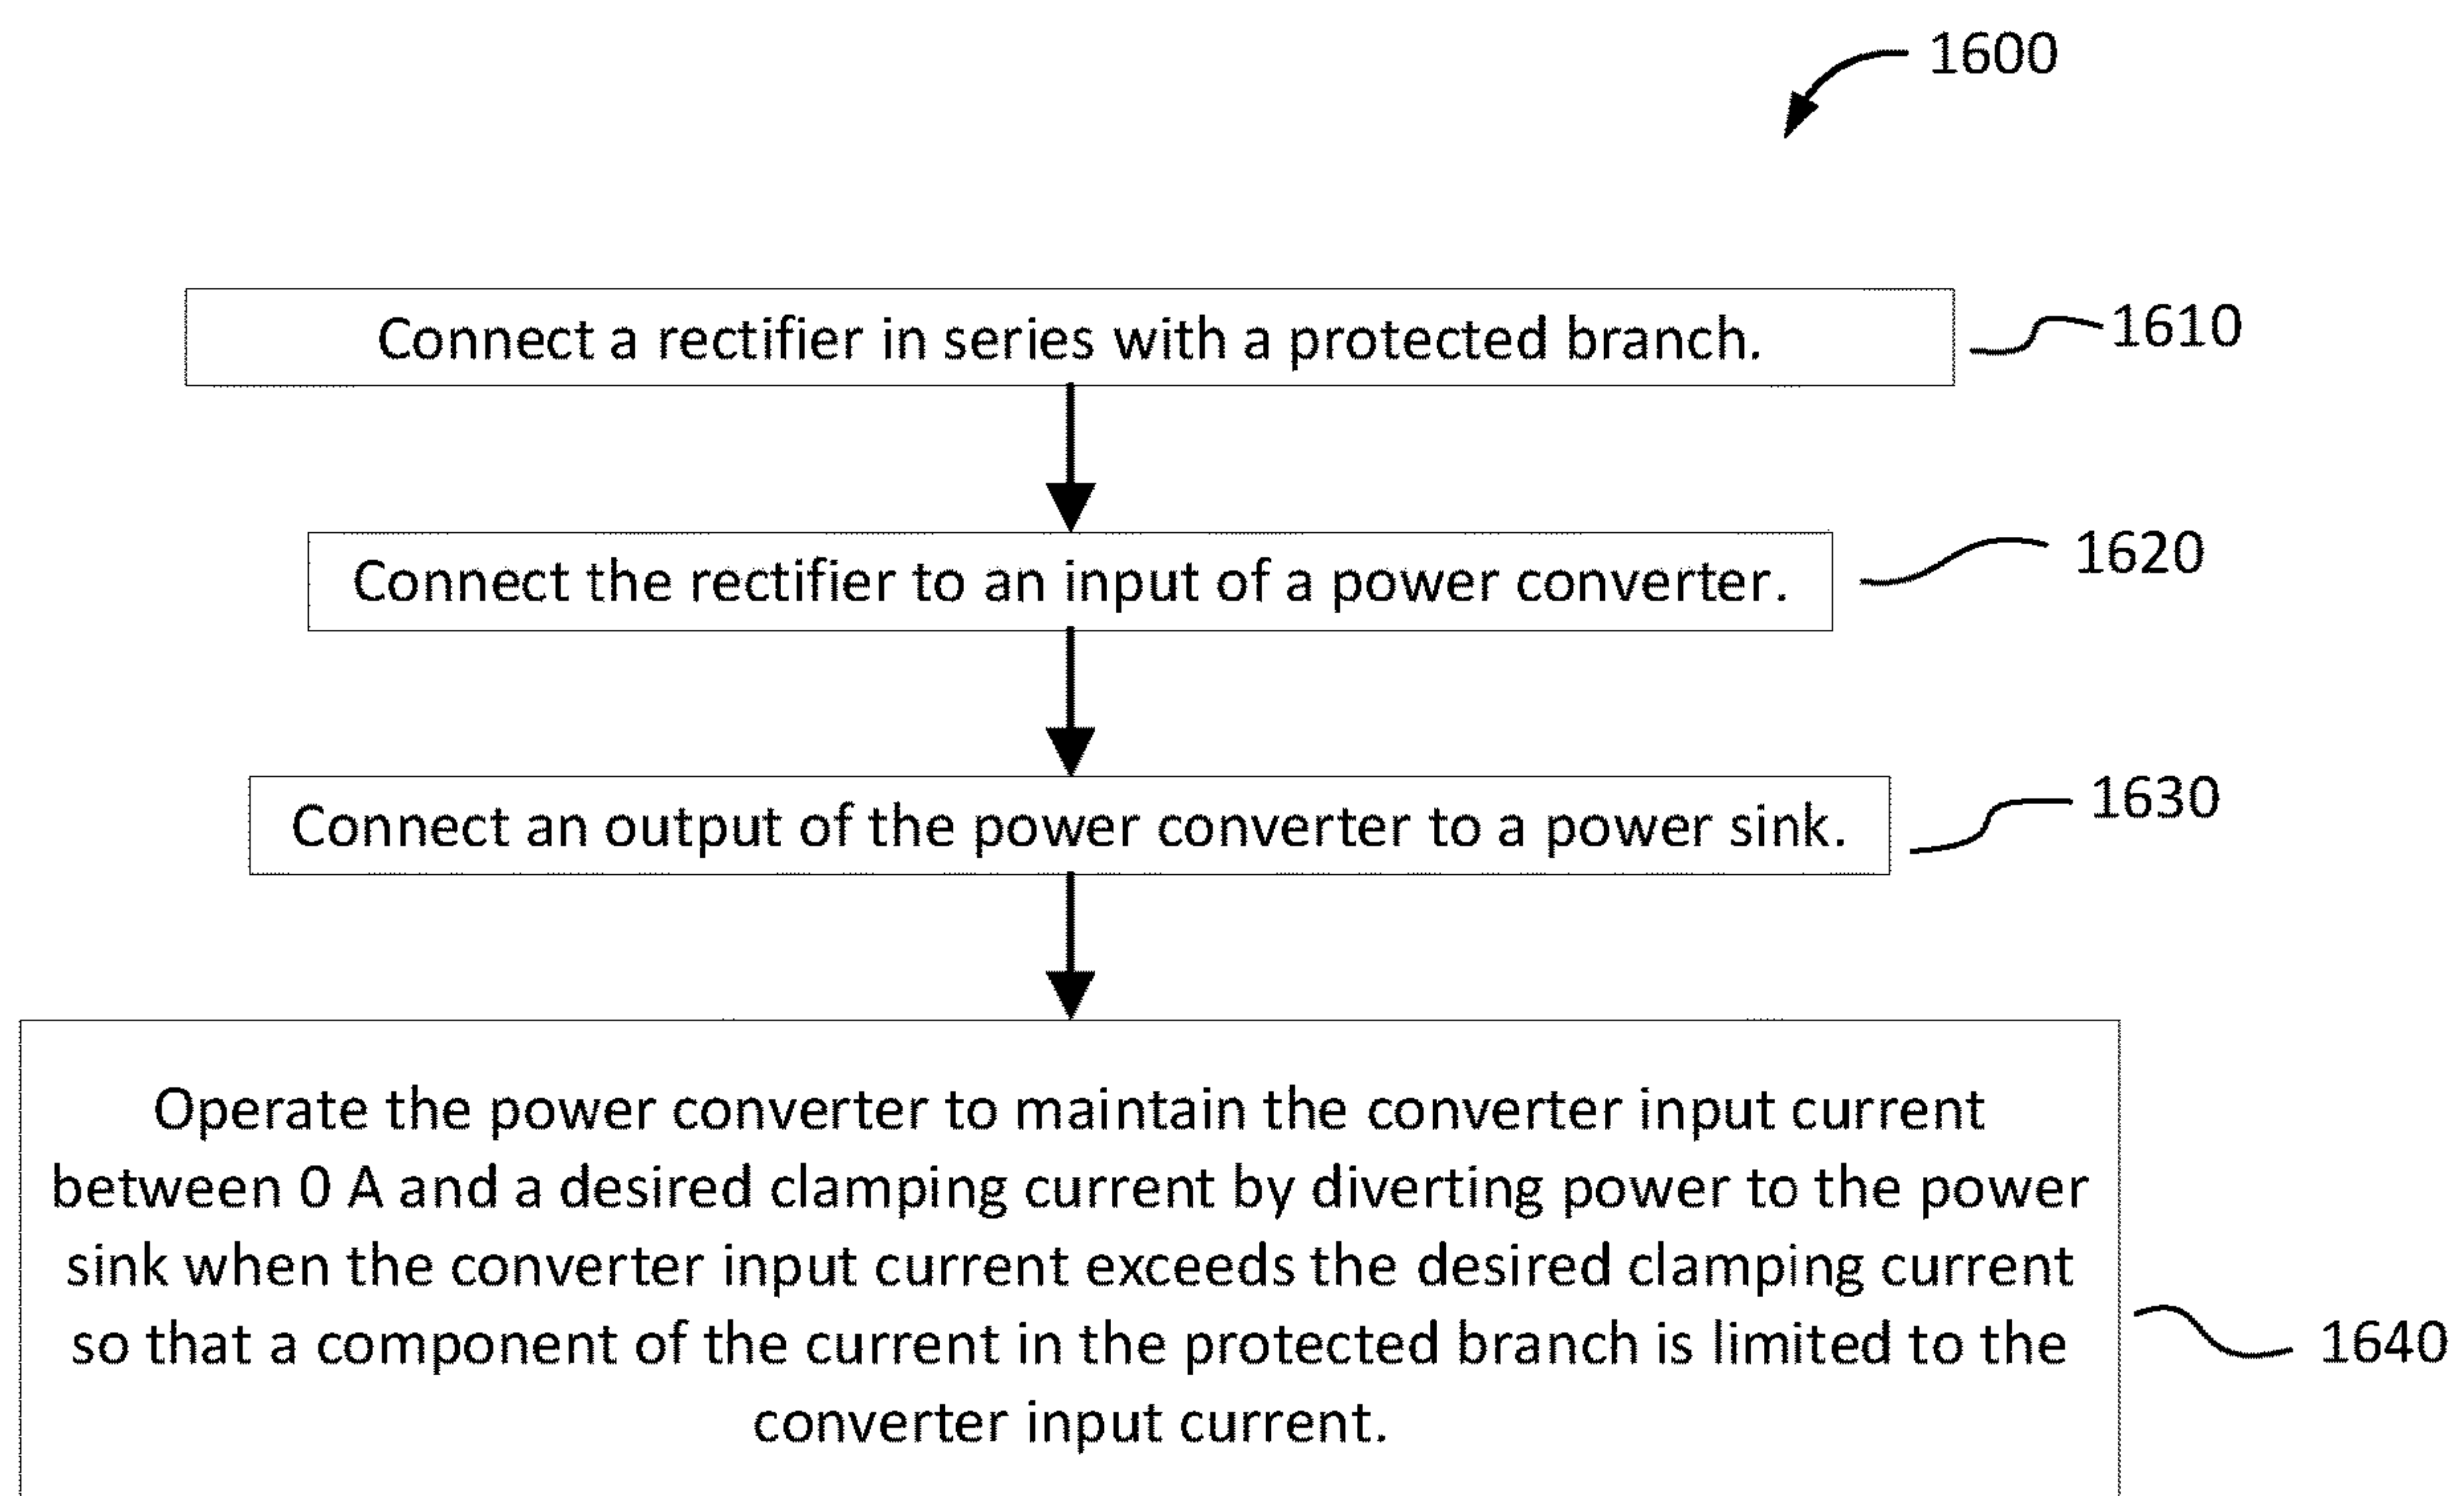 1600
Connect a rectifier in series with a protected branch.
1610
Connect the rectifier to an input of a power converter.
1620
Connect an output of the power converter to a power sink.
1630
Operate the power converter to maintain the converter input current
between 0 A and a desired clamping current by diverting power to the power
sink when the converter input current exceeds the desired clamping current
so that a component of the current in the protected branch is limited to the
converter input current.
1640